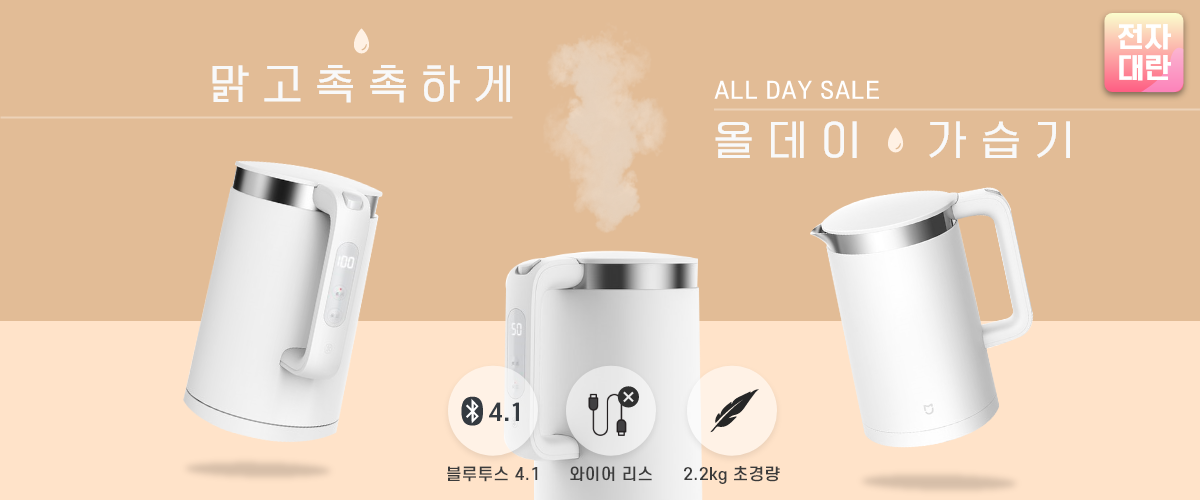 맑고촉촉하게
ALL DAY SALE
올데이 가습기
전자
대란
100
50
4.1
블루투스 4.1
와이어 리스
2.2kg 초경량